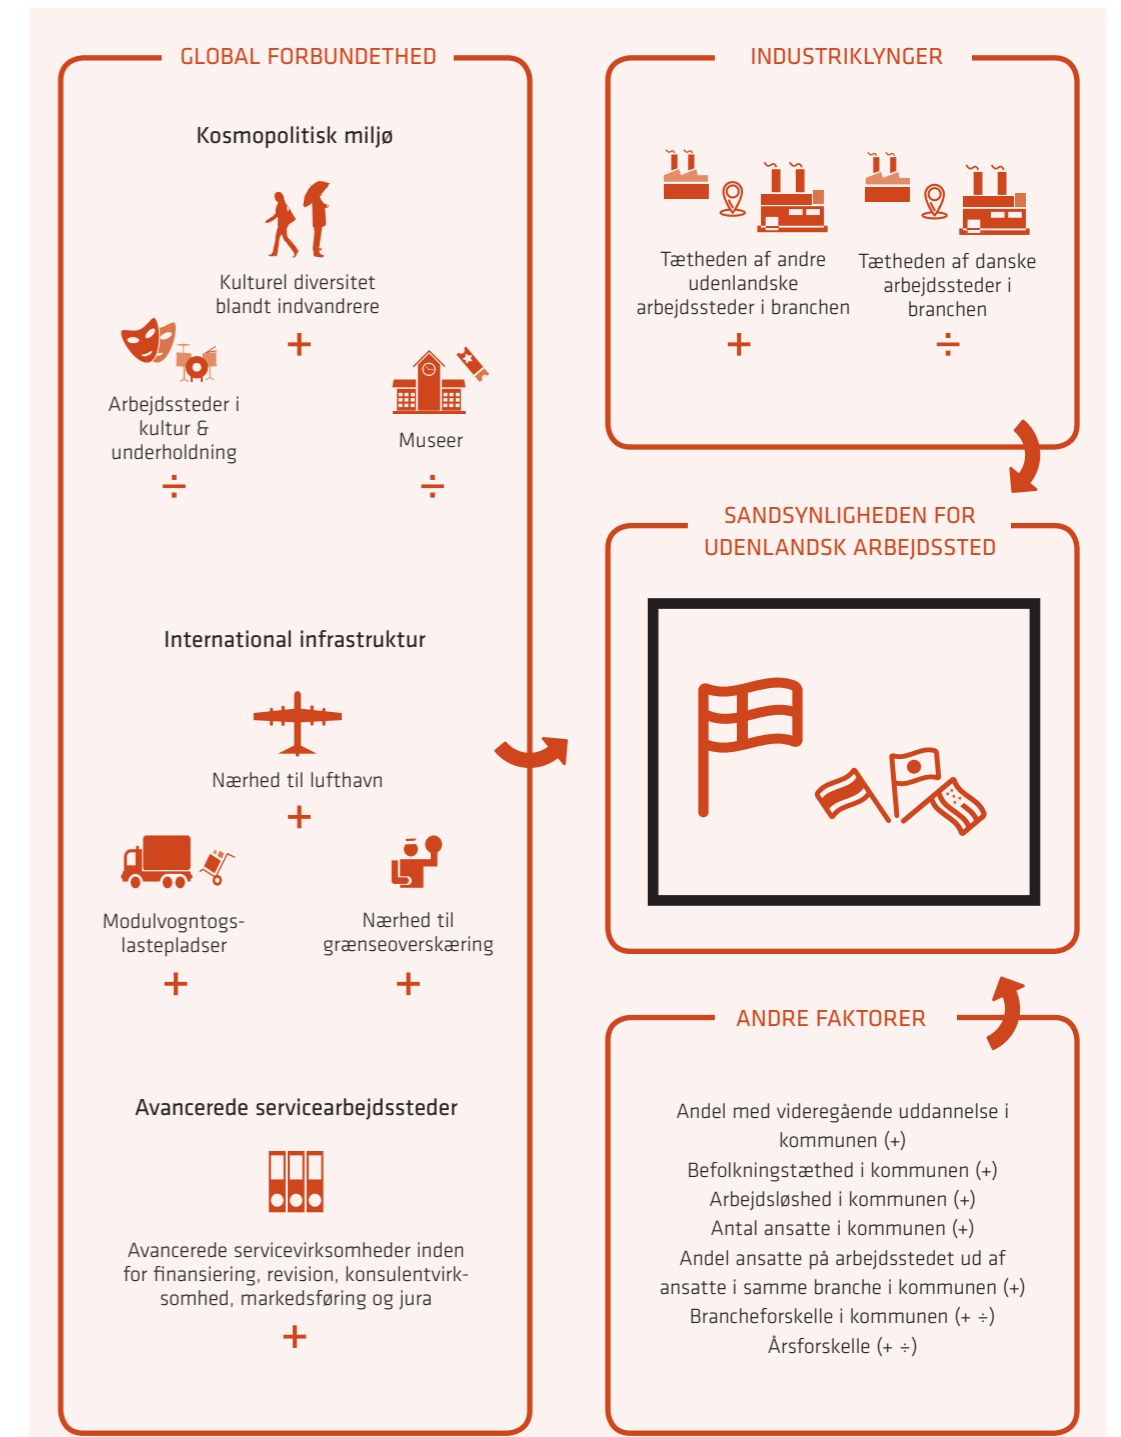 GLOBAL FORBUNDETHED
Kosmopolitisk miljø
Kulturel diversitet
blandt indvandrere
+
Arbejdssteder i
kultur &
underholdning
÷
Museer
÷
International infrastruktur
Nærhed til lufthavn
+
Modulvogntogs-
lastepladser
+
Nærhed til
grænseoverskæring
+
Avancerede servicearbejdssteder
Avancerede servicevirksomheder inden
for finansiering, revision, konsulentvirk-
somhed, markedsføring og jura
+
INDUSTRIKLYNGER
Tætheden af andre
udenlandske
arbejdssteder i branchen
+
Tætheden af danske
arbejdssteder i
branchen
÷
SANDSYNLIGHEDEN FOR
UDENLANDSK ARBEJDSSTED
ANDRE FAKTORER
Andel med videregående uddannelse i
kommunen (+)
Befolkningstæthed i kommunen (+)
Arbejdsløshed i kommunen (+)
Antal ansatte i kommunen (+)
Andel ansatte på arbejdsstedet ud af
ansatte i samme branche i kommunen (+)
Brancheforskelle i kommunen (+ ÷)
Årsforskelle (+ ÷)